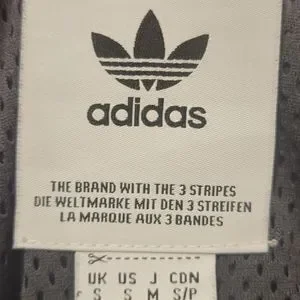 adidas
THE BRAND WITH THE 3 STRIPES
DIE WELTMARKE MIT DEN 3 STREIFEN
LA MARQUE AUX 3 BANDES
UK US J CDN
S S M S/P